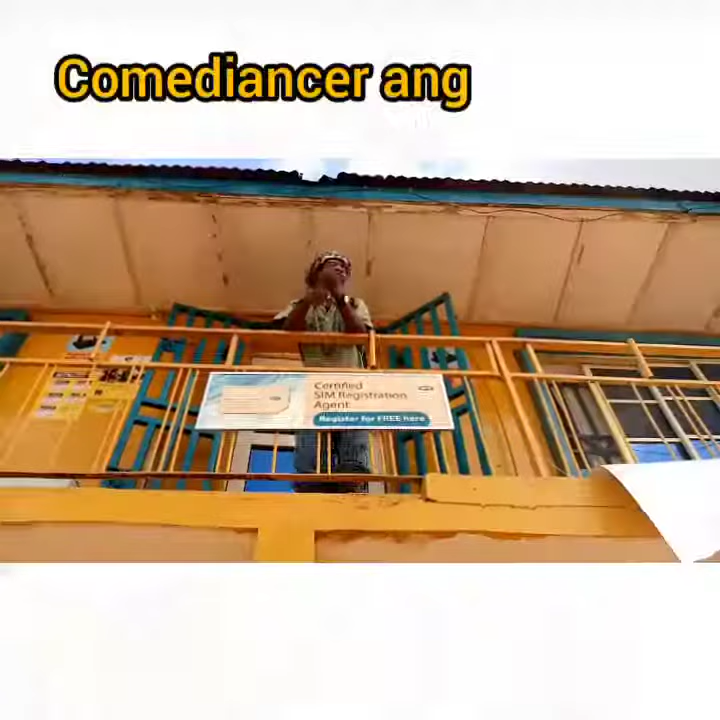 Comediancer ang
Certified
SIM Registration
Agent
Register for FREE here